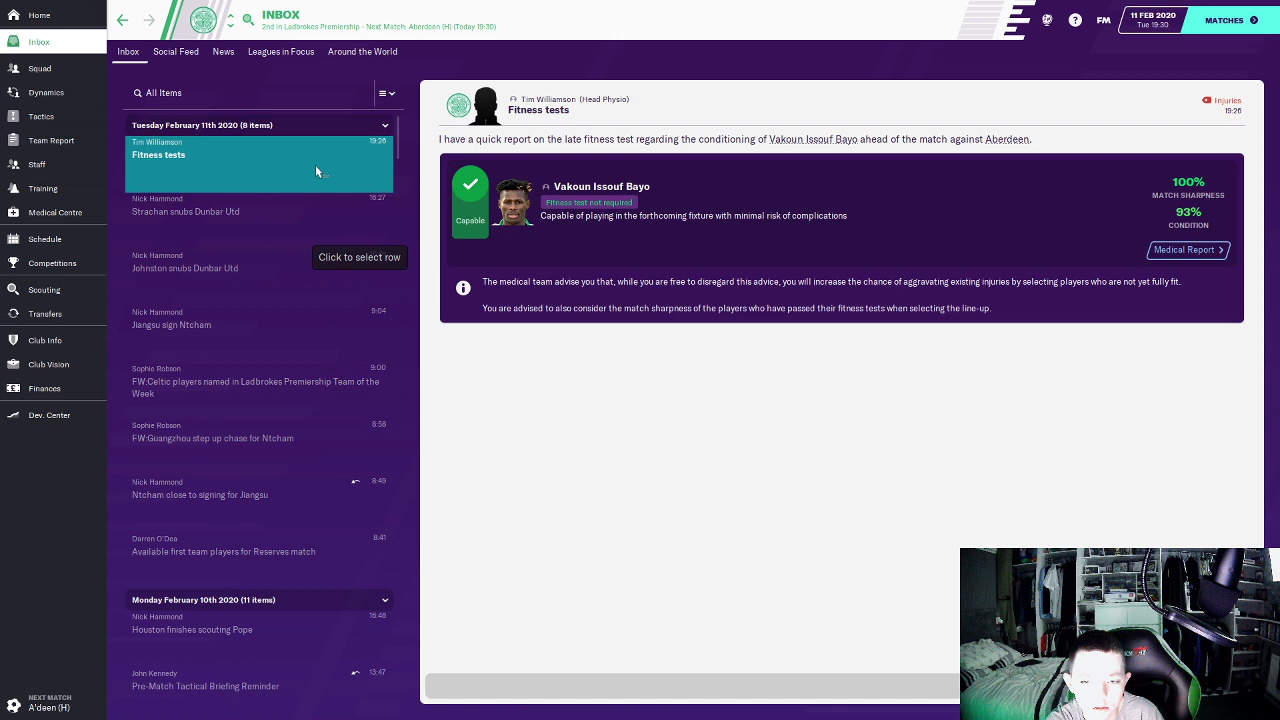 INBOX
2nd in Ladbrokes Premiership - Next Match: Aberdeen (H) (Today 19:30)
FM
11 FEB 2020
Tue 19:30
MATCHES
Inbox
Squad
Dynamics
Team Report
Tactics
Staff
Training
Medical Centre
Schedule
Competitions
Scouting
Transfers
Club Info
Club Vision
Finances
Dev. Center
NEXT MATCH
A'deen (H)
Inbox Social Feed News Leagues in Focus Around the World
All Items
Tuesday February 11th 2020 (8 items)
Tim Williamson 19:26
Fitness tests
Nick Hammond 16:27
Strachan snubs Dunbar Utd
Nick Hammond
Johnston snubs Dunbar Utd
Click to select row
Nick Hammond 9:04
Jiangsu sign Ntcham
Sophie Robson 9:00
FW:Celtic players named in Ladbrokes Premiership Team of the
Week
Sophie Robson 8:58
FW:Guangzhou step up chase for Ntcham
Nick Hammond 8:49
Ntcham close to signing for Jiangsu
Darren O'Dea 8:41
Available first team players for Reserves match
Monday February 10th 2020 (11 items)
Nick Hammond 16:48
Houston finishes scouting Pope
John Kennedy 13:47
Pre-Match Tactical Briefing Reminder
Tim Williamson (Head Physio)
Fitness tests
Injuries
19:26
I have a quick report on the late fitness test regarding the conditioning of Vakoun Issouf Bayo ahead of the match against Aberdeen.
Capable
Vakoun Issouf Bayo
Fitness test not required
Capable of playing in the forthcoming fixture with minimal risk of complications
100%
MATCH SHARPNESS
93%
CONDITION
Medical Report
The medical team advise you that, while you are free to disregard this advice, you will increase the chance of aggravating existing injuries by selecting players who are not yet fully fit.
You are advised to also consider the match sharpness of the players who have passed their fitness tests when selecting the line-up.